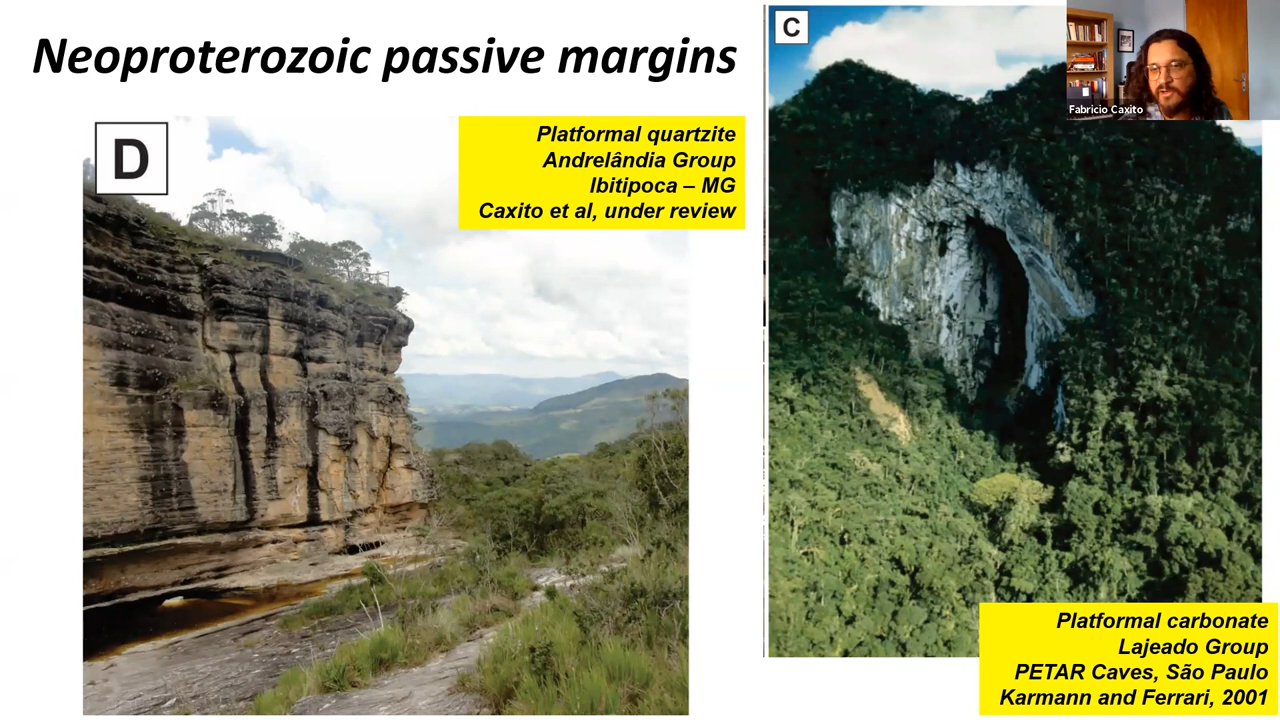 Neoproterozoic passive margins
D
Platformal quartzite
Andrelândia Group
Ibitipoca – MG
Caxito et al, under review
C
Fabricio Caxito
Platformal carbonate
Lajeado Group
PETAR Caves, São Paulo
Karmann and Ferrari, 2001